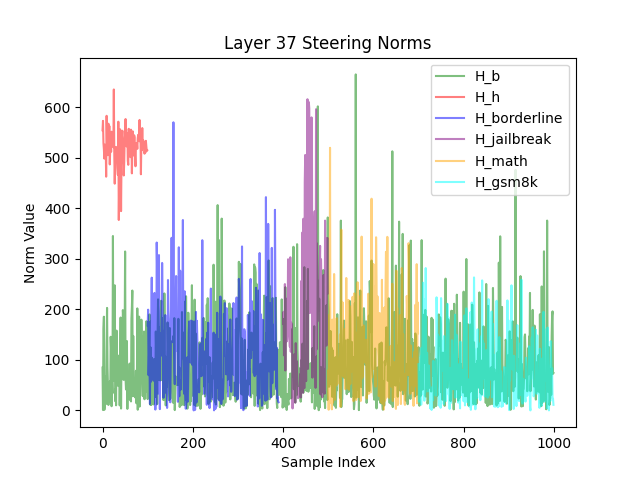 Layer 37 Steering Norms
H_b
H_h
H_borderline
H_jailbreak
H_math
H_gsm8k
Norm Value
600
500
400
300
200
100
0
0
200
400
600
800
1000
Sample Index